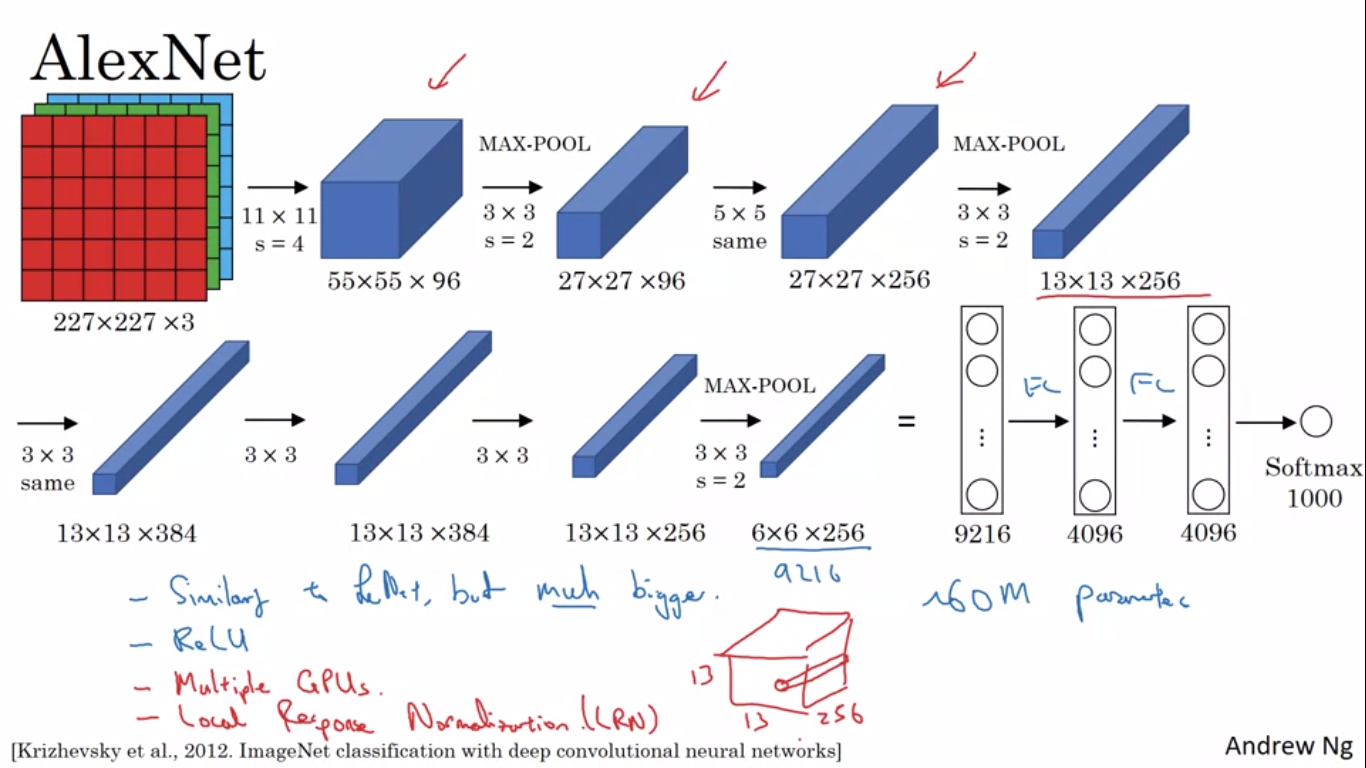 AlexNet
MAX-POOL
MAX-POOL
11 × 11
s = 4
3 × 3
s = 2
5 × 5
same
3 × 3
s = 2
227×227 ×3
55×55 × 96
27×27 ×96
27×27 ×256
13×13 ×256
MAX-POOL
3 × 3
same
3 × 3
3 × 3
3 × 3
s = 2
=
FC
FC
⋮
⋮
⋮
Softmax
1000
13×13 ×384
13×13 ×384
13×13 ×256
6×6 ×256
9216
4096
4096
9216
- Similar to LeNet, but much bigger.
~60M parameters
- ReLU
- Multiple GPUs.
- Local Response Normalization (LRN)
13
13
256
[Krizhevsky et al., 2012. ImageNet classification with deep convolutional neural networks]
Andrew Ng